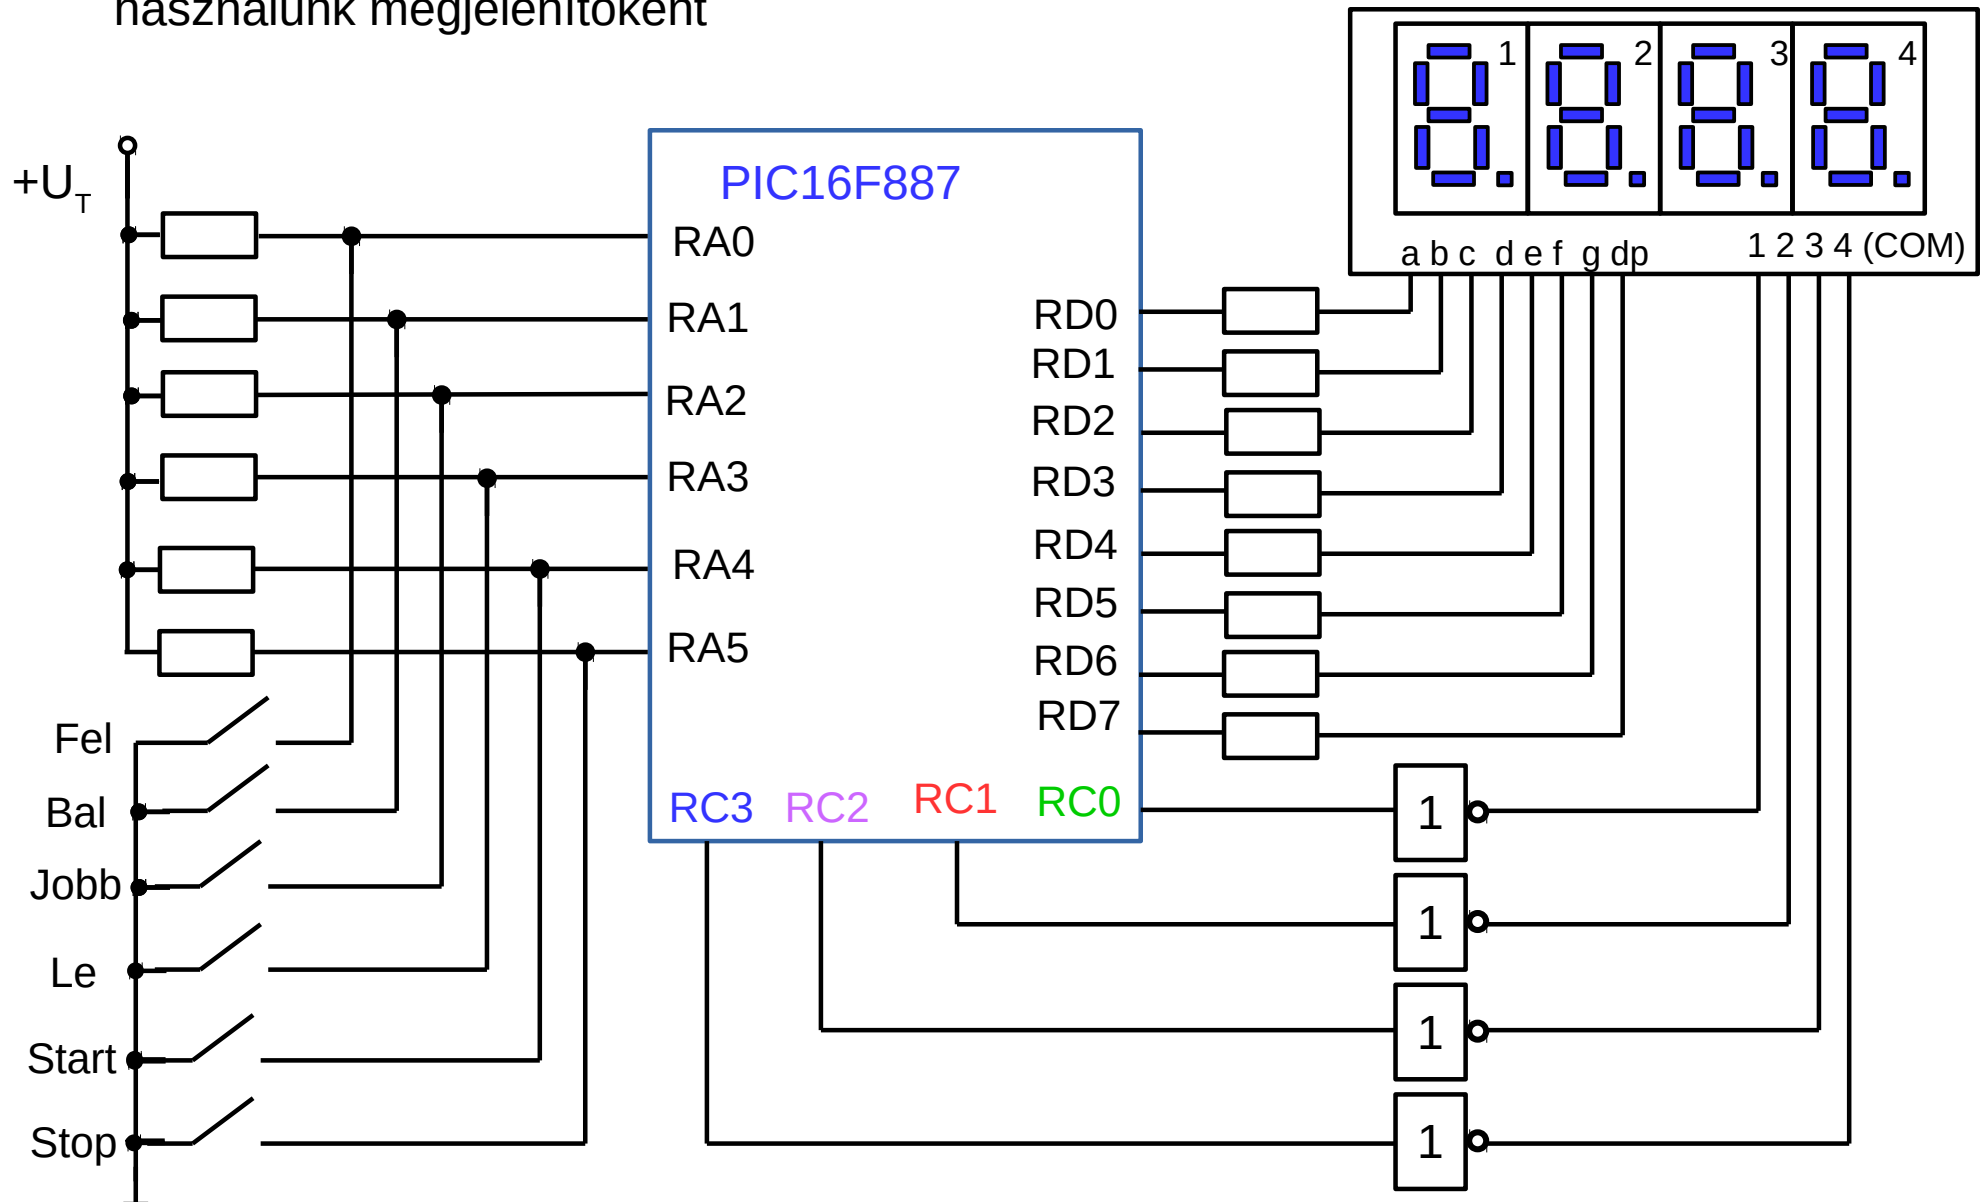 használunk megjelenítőként
1 2 3 4
+U_T
PIC16F887
RA0
RA1
RA2
RA3
RA4
RA5
a b c d e f g dp
1 2 3 4 (COM)
RD0
RD1
RD2
RD3
RD4
RD5
RD6
RD7
RC3 RC2 RC1 RC0
Fel
Bal
Jobb
Le
Start
Stop
1
1
1
1